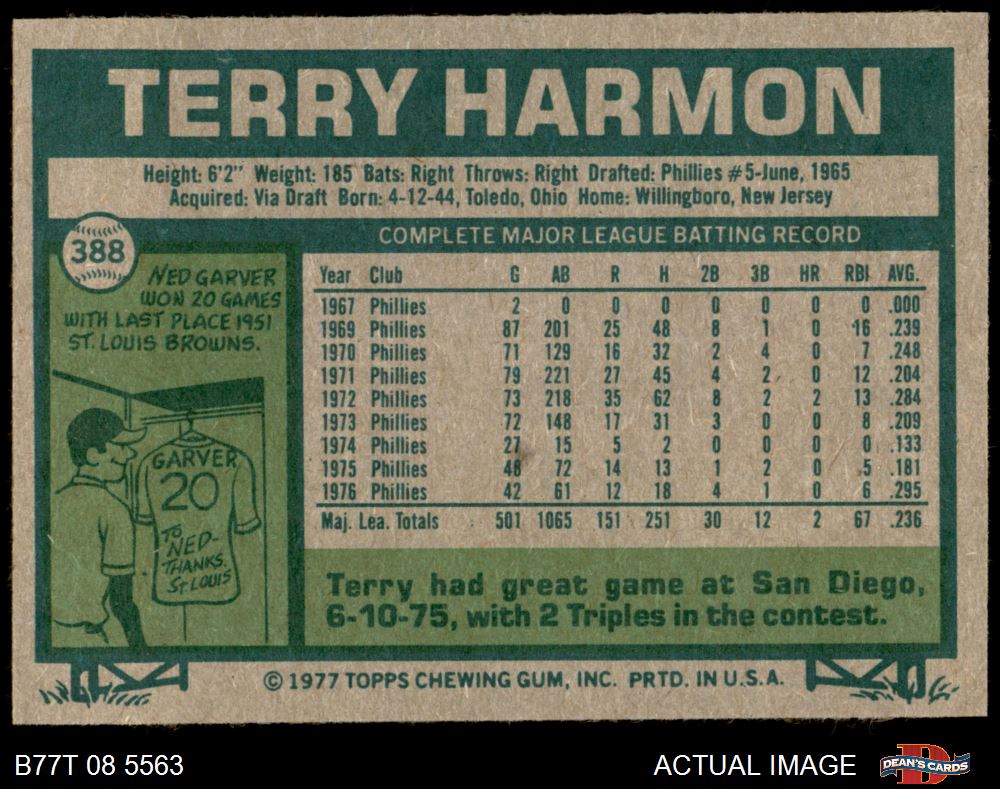 TERRY HARMON
Height: 6'2" Weight: 185 Bats: Right Throws: Right Drafted: Phillies #5-June, 1965
Acquired: Via Draft Born: 4-12-44, Toledo, Ohio Home: Willingboro, New Jersey
388
NED GARVER
WON 20 GAMES
WITH LAST PLACE 1951
ST. LOUIS BROWNS.
GARVER
20
TO
NED-
THANKS.
ST LOUIS
COMPLETE MAJOR LEAGUE BATTING RECORD
Year Club G AB R H 2B 3B HR RBI AVG.
1967 Phillies 2 0 0 0 0 0 0 0 .000
1969 Phillies 87 201 25 48 8 1 0 16 .239
1970 Phillies 71 129 16 32 2 4 0 7 .248
1971 Phillies 79 221 27 45 4 2 0 12 .204
1972 Phillies 73 218 35 62 8 2 2 13 .284
1973 Phillies 72 148 17 31 3 0 0 8 .209
1974 Phillies 27 15 5 2 0 0 0 0 .133
1975 Phillies 48 72 14 13 1 2 0 5 .181
1976 Phillies 42 61 12 18 4 1 0 6 .295
Maj. Lea. Totals 501 1065 151 251 30 12 2 67 .236
Terry had great game at San Diego,
6-10-75, with 2 Triples in the contest.
© 1977 TOPPS CHEWING GUM, INC. PRTD. IN U.S.A.
B77T 08 5563
ACTUAL IMAGE
D
DEAN'S CARDS